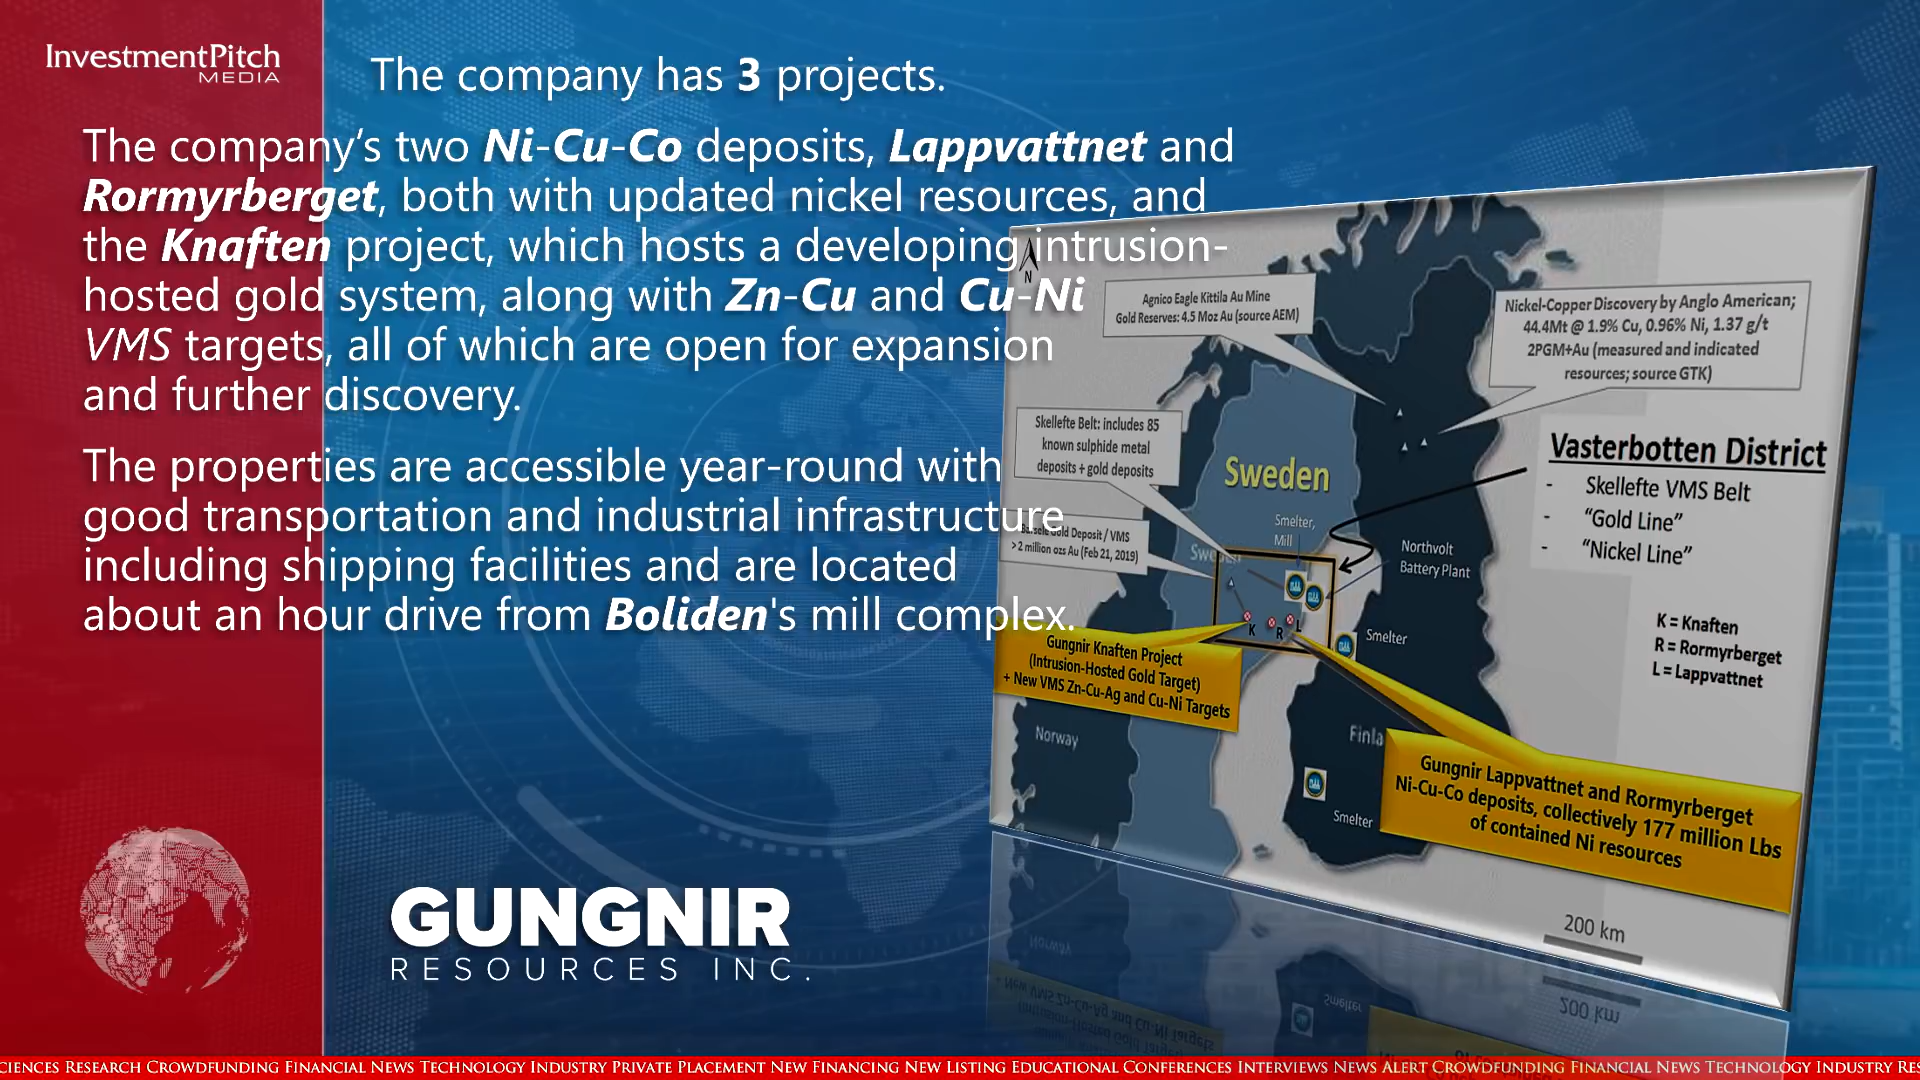 InvestmentPitch
MEDIA
The company has 3 projects.
The company's two Ni-Cu-Co deposits, Lappvattnet and
Rormyrberget, both with updated nickel resources, and
the Knaften project, which hosts a developing intrusion-
hosted gold system, along with Zn-Cu and Cu-Ni
VMS targets, all of which are open for expansion
and further discovery.
The properties are accessible year-round with
good transportation and industrial infrastructure
including shipping facilities and are located
about an hour drive from Boliden's mill complex.
GUNGNIR
RESOURCES INC.
N
Agnico Eagle Kittila Au Mine
Gold Reserves: 4.5 Moz Au (source AEM)
Nickel-Copper Discovery by Anglo American;
44.4Mt @ 1.9% Cu, 0.96% Ni, 1.37 g/t
2PGM+Au (measured and indicated
resources; source GTK)
Skellefte Belt: includes 85
known sulphide metal
deposits + gold deposits
Sweden
Vasterbotten District
- Skellefte VMS Belt
- "Gold Line"
- "Nickel Line"
Smelter,
Mill
Gold Deposit / VMS
>2 million ozs Au (Feb 21, 2019)
Northvolt
Battery Plant
K
R
L
Smelter
K = Knaften
R = Rormyrberget
L = Lappvattnet
Gungnir Knaften Project
(Intrusion-Hosted Gold Target)
+ New VMS Zn-Cu-Ag and Cu-Ni Targets
Norway
Finla
Smelter
Gungnir Lappvattnet and Rormyrberget
Ni-Cu-Co deposits, collectively 177 million Lbs
of contained Ni resources
200 km
CIENCES RESEARCH CROWDFUNDING FINANCIAL NEWS TECHNOLOGY INDUSTRY PRIVATE PLACEMENT NEW FINANCING NEW LISTING EDUCATIONAL CONFERENCES INTERVIEWS NEWS ALERT CROWDFUNDING FINANCIAL NEWS TECHNOLOGY INDUSTRY RES